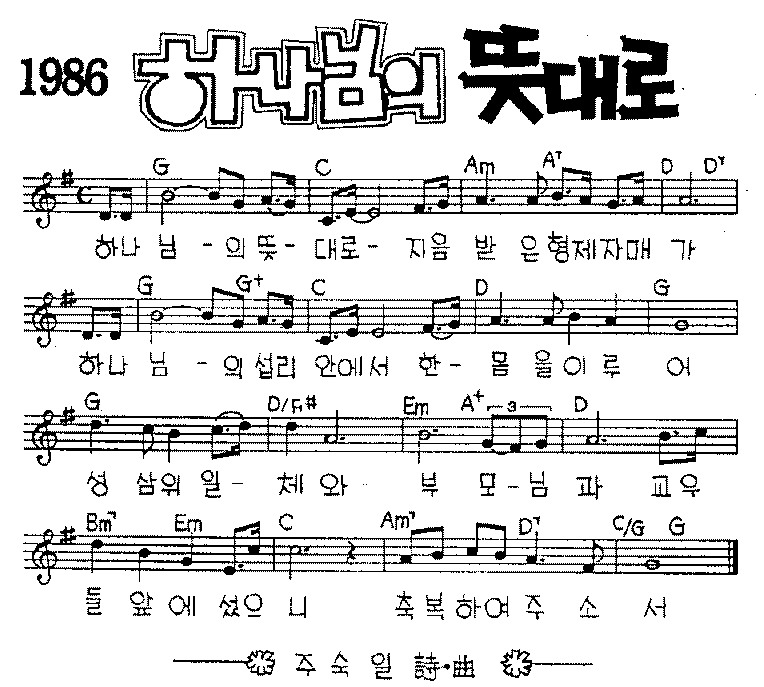 1986 하나님의 뜻대로
G C Am A7 D D7
하나님 - 의 뜻 - 대로 - 지음 받 은 형제자매 가
G G+ C D G
하나 님 - 의 섭리 안에서 한 - 몸 을 이 루 어
G D/F# Em A+ 3 D
성 삼위 일 - 체 와 부 모 - 님 과 교우
Bm7 Em C Am7 D7 C/G G
들 앞 에 섰으 니 축복하여 주 소 서
주 숙 일 詩·曲